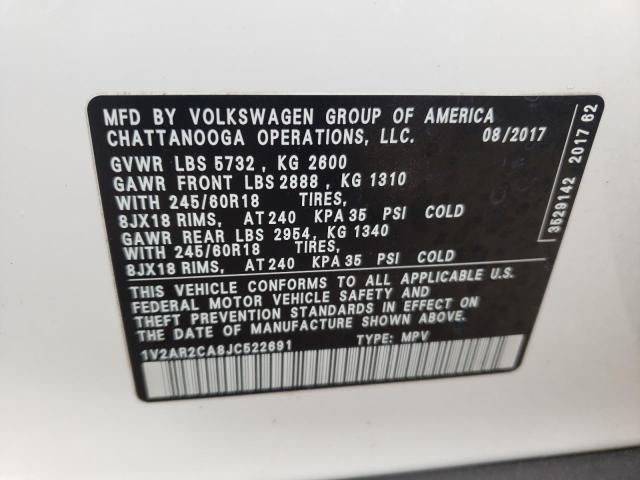 MFD BY VOLKSWAGEN GROUP OF AMERICA
CHATTANOOGA OPERATIONS, LLC. 08/2017
GVWR LBS 5732 , KG 2600
GAWR FRONT LBS 2888 , KG 1310
WITH 245/60R18 TIRES,
8JX18 RIMS, AT 240 KPA 35 PSI COLD
GAWR REAR LBS 2954, KG 1340
WITH 245/60R18 TIRES,
8JX18 RIMS, AT 240 KPA 35 PSI COLD
THIS VEHICLE CONFORMS TO ALL APPLICABLE U.S.
FEDERAL MOTOR VEHICLE SAFETY AND
THEFT PREVENTION STANDARDS IN EFFECT ON
THE DATE OF MANUFACTURE SHOWN ABOVE.
1V2AR2CA8JC522691 TYPE: MPV
3529142 2017 62